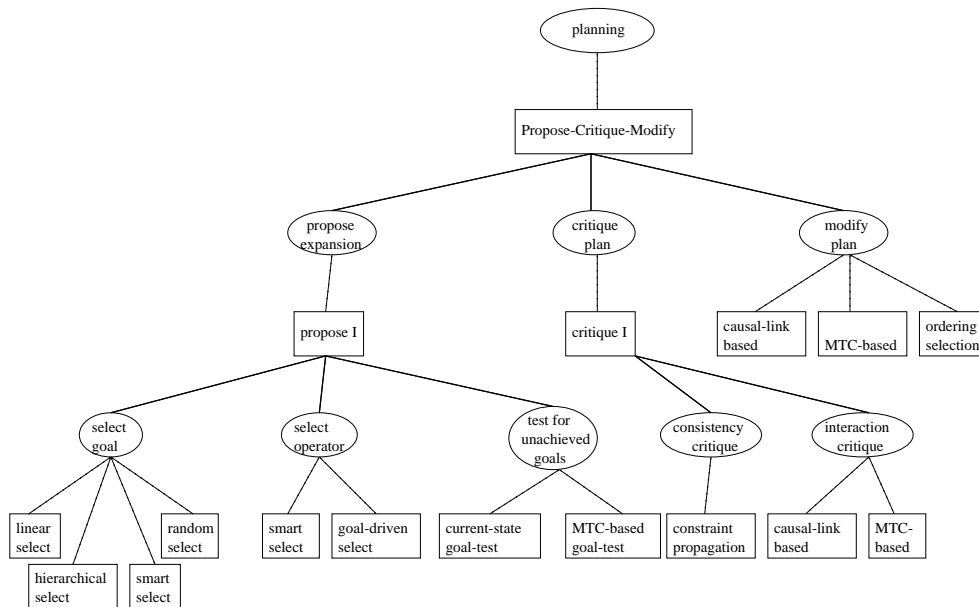 planning
Propose-Critique-Modify
propose
expansion
critique
plan
modify
plan
propose I
critique I
causal-link
based
MTC-based
ordering
selection
select
goal
select
operator
test for
unachieved
goals
consistency
critique
interaction
critique
linear
select
hierarchical
select
smart
select
random
select
smart
select
goal-driven
select
current-state
goal-test
MTC-based
goal-test
constraint
propagation
causal-link
based
MTC-
based